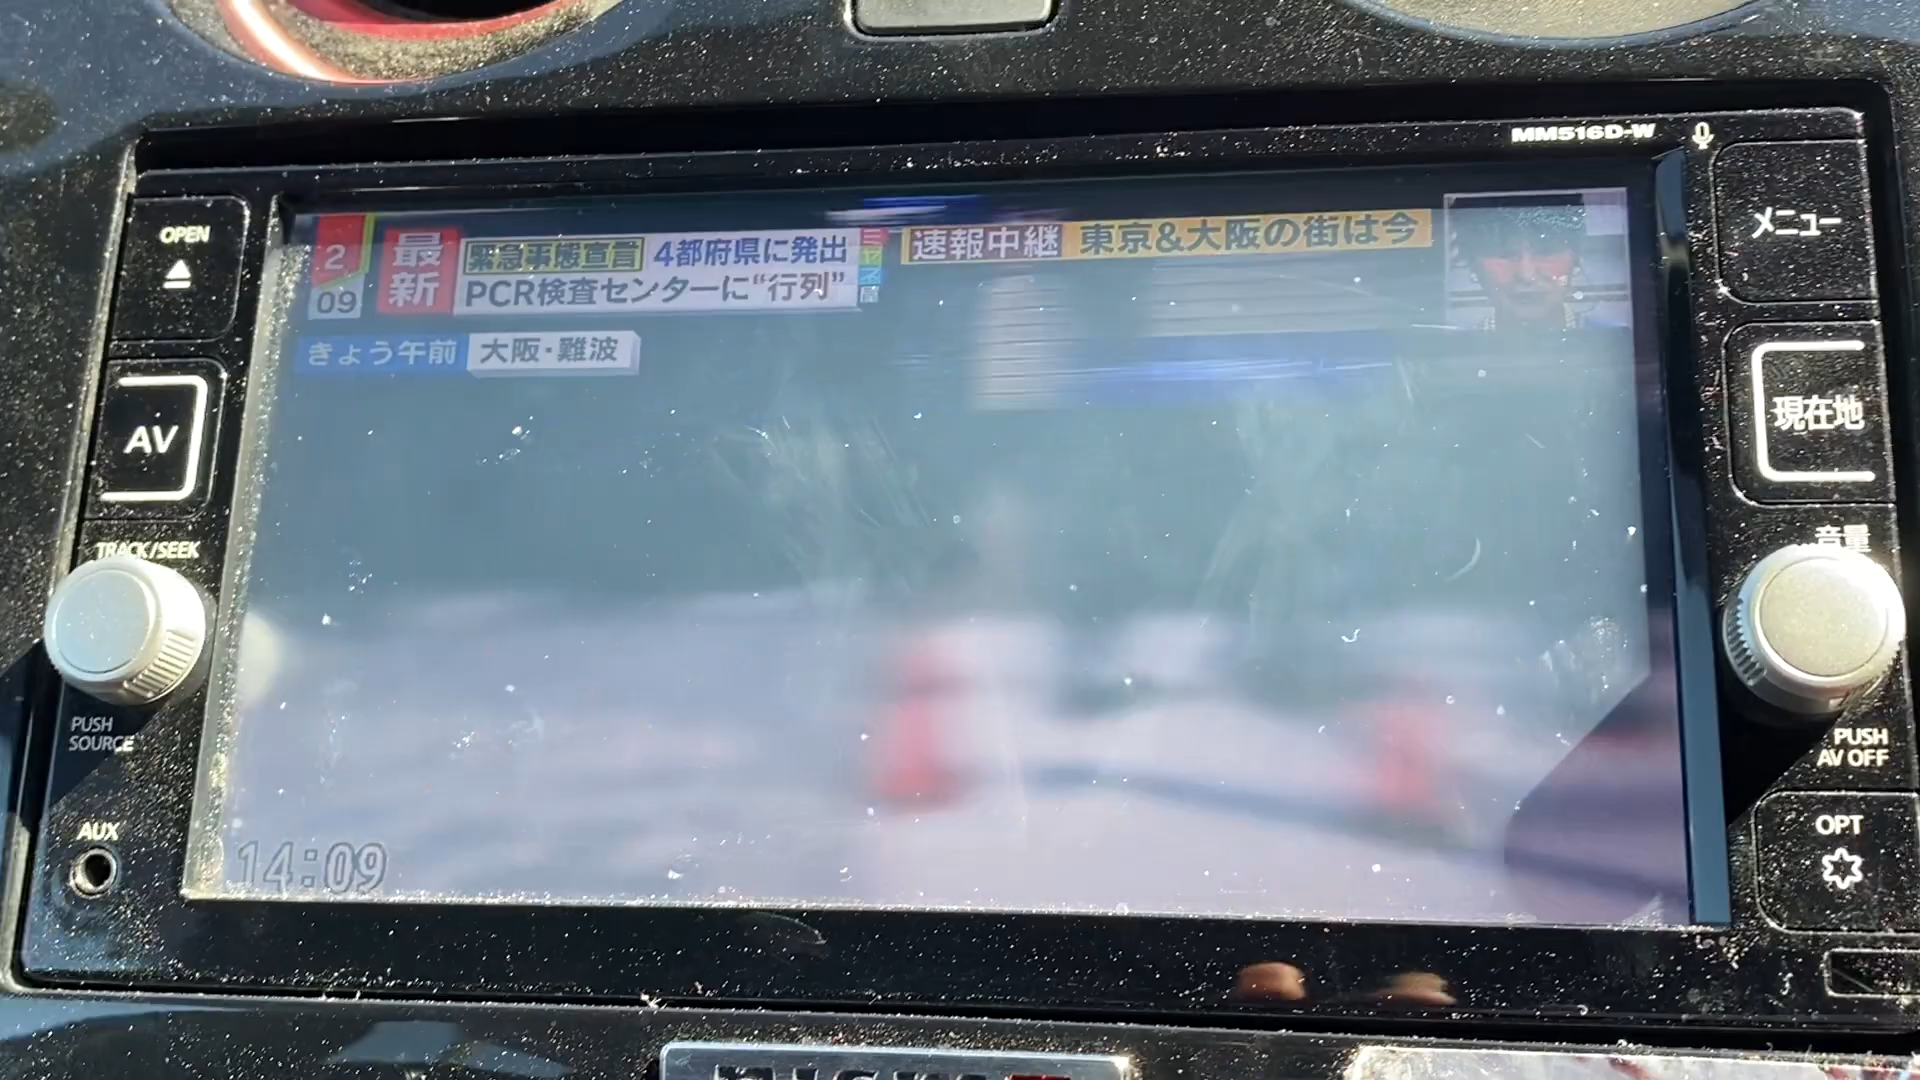 MM516D-W
OPEN
メニュー
2
09
最新
緊急事態宣言 4都府県に発出
PCR検査センターに“行列”
速報中継 東京&大阪の街は今
きょう午前 大阪・難波
AV
現在地
TRACK/SEEK
音量
PUSH
SOURCE
PUSH
AV OFF
AUX
OPT
14:09